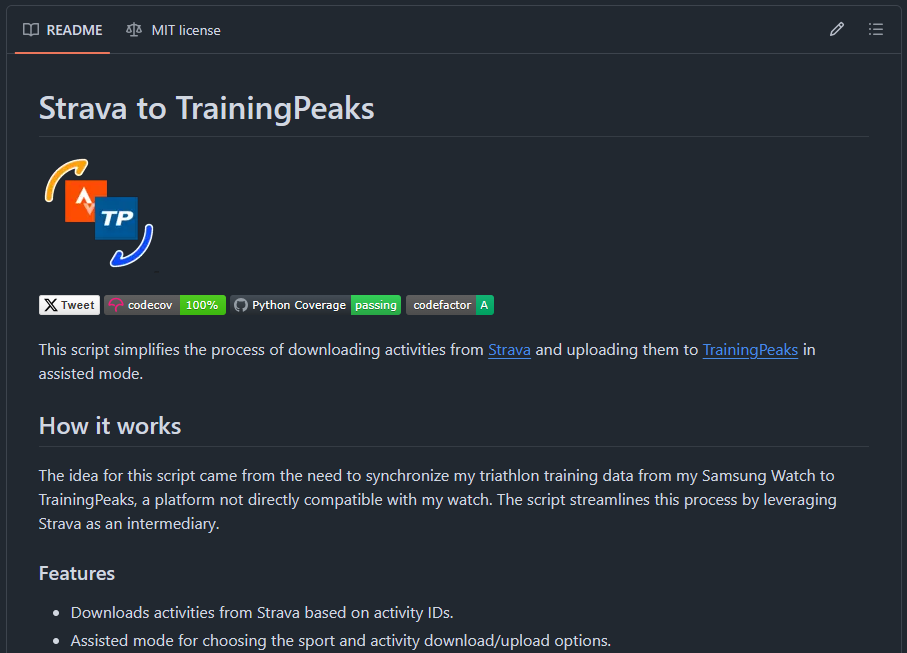 README
MIT license
Strava to TrainingPeaks
TP
Tweet
codecov 100%
Python Coverage passing
codefactor A
This script simplifies the process of downloading activities from Strava and uploading them to TrainingPeaks in
assisted mode.
How it works
The idea for this script came from the need to synchronize my triathlon training data from my Samsung Watch to
TrainingPeaks, a platform not directly compatible with my watch. The script streamlines this process by leveraging
Strava as an intermediary.
Features
Downloads activities from Strava based on activity IDs.
Assisted mode for choosing the sport and activity download/upload options.